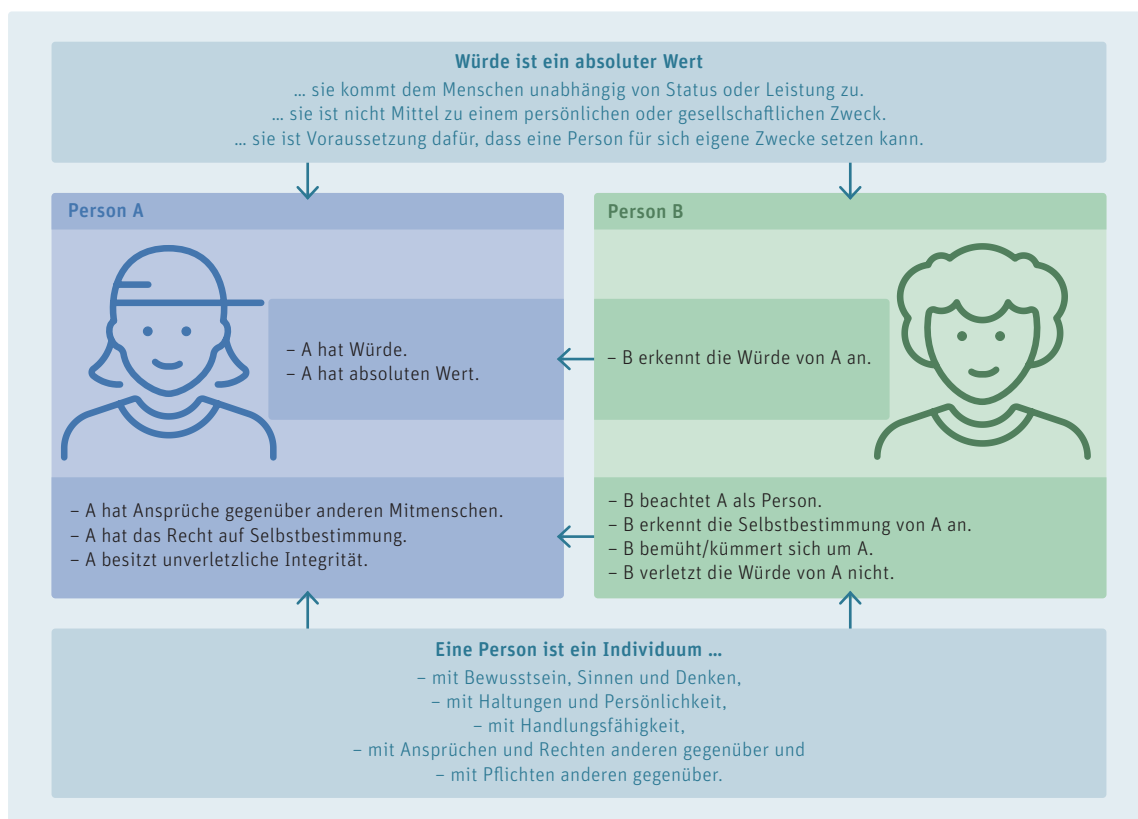 Würde ist ein absoluter Wert
… sie kommt dem Menschen unabhängig von Status oder Leistung zu.
… sie ist nicht Mittel zu einem persönlichen oder gesellschaftlichen Zweck.
… sie ist Voraussetzung dafür, dass eine Person für sich eigene Zwecke setzen kann.
Person A
– A hat Würde.
– A hat absoluten Wert.
– A hat Ansprüche gegenüber anderen Mitmenschen.
– A hat das Recht auf Selbstbestimmung.
– A besitzt unverletzliche Integrität.
Person B
– B erkennt die Würde von A an.
– B beachtet A als Person.
– B erkennt die Selbstbestimmung von A an.
– B bemüht/kümmert sich um A.
– B verletzt die Würde von A nicht.
Eine Person ist ein Individuum …
– mit Bewusstsein, Sinnen und Denken,
– mit Haltungen und Persönlichkeit,
– mit Handlungsfähigkeit,
– mit Ansprüchen und Rechten anderen gegenüber und
– mit Pflichten anderen gegenüber.